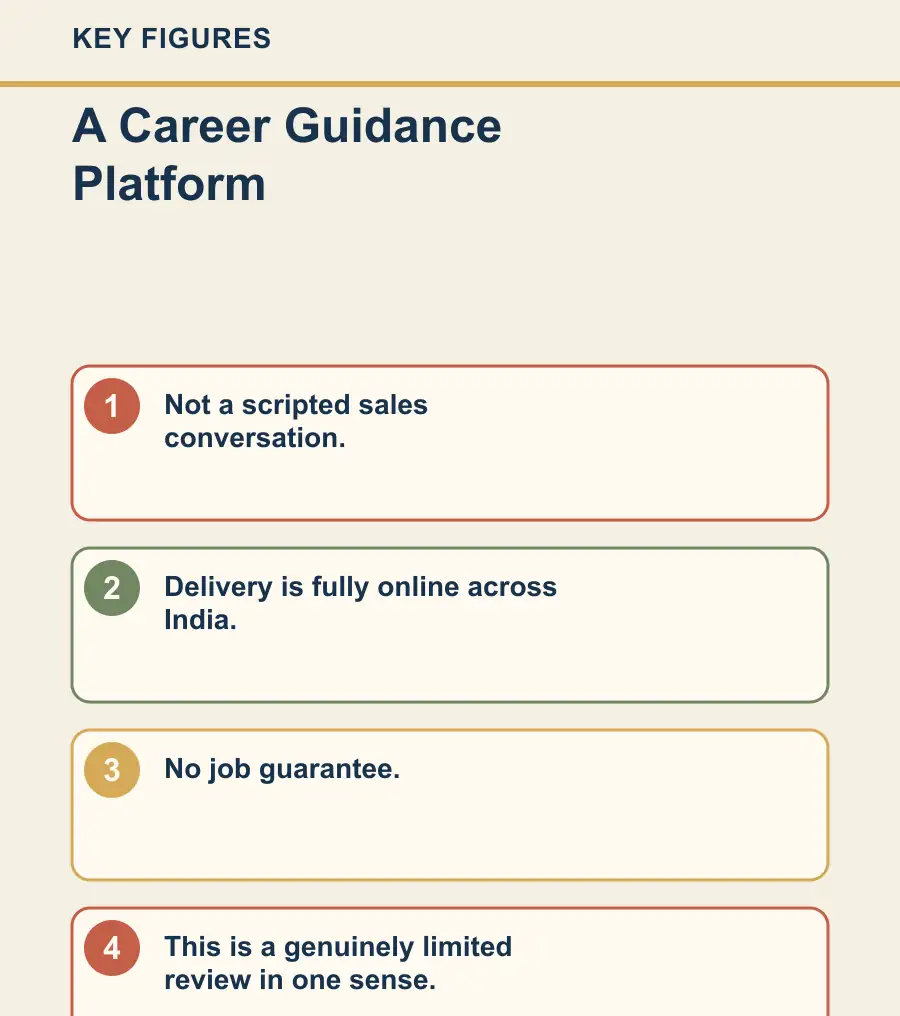 KEY FIGURES
A Career Guidance
Platform
1
Not a scripted sales
conversation.
2
Delivery is fully online across
India.
3
No job guarantee.
4
This is a genuinely limited
review in one sense.